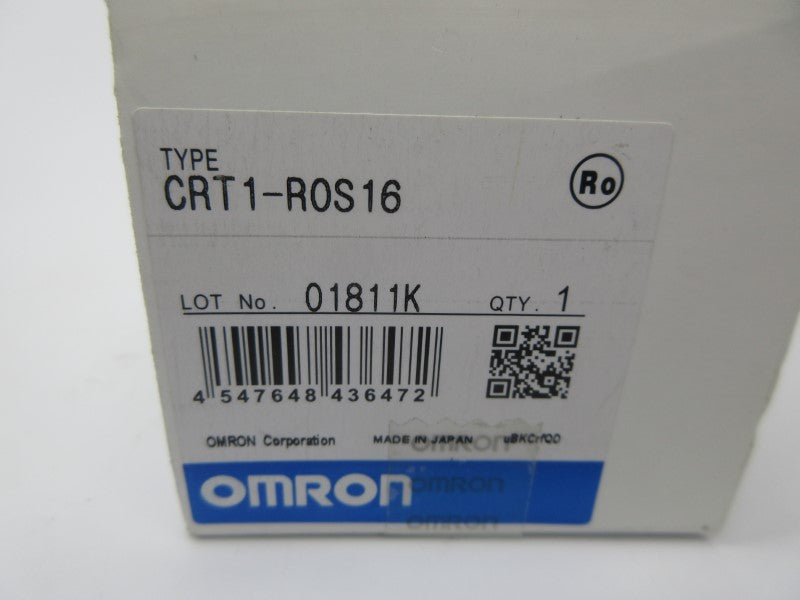 TYPE
CRT1-ROS16
Ro
LOT No. 01811K QTY. 1
4 547648 436472
OMRON Corporation MADE IN JAPAN
OMRON
OMRON
OMRON
OMRON